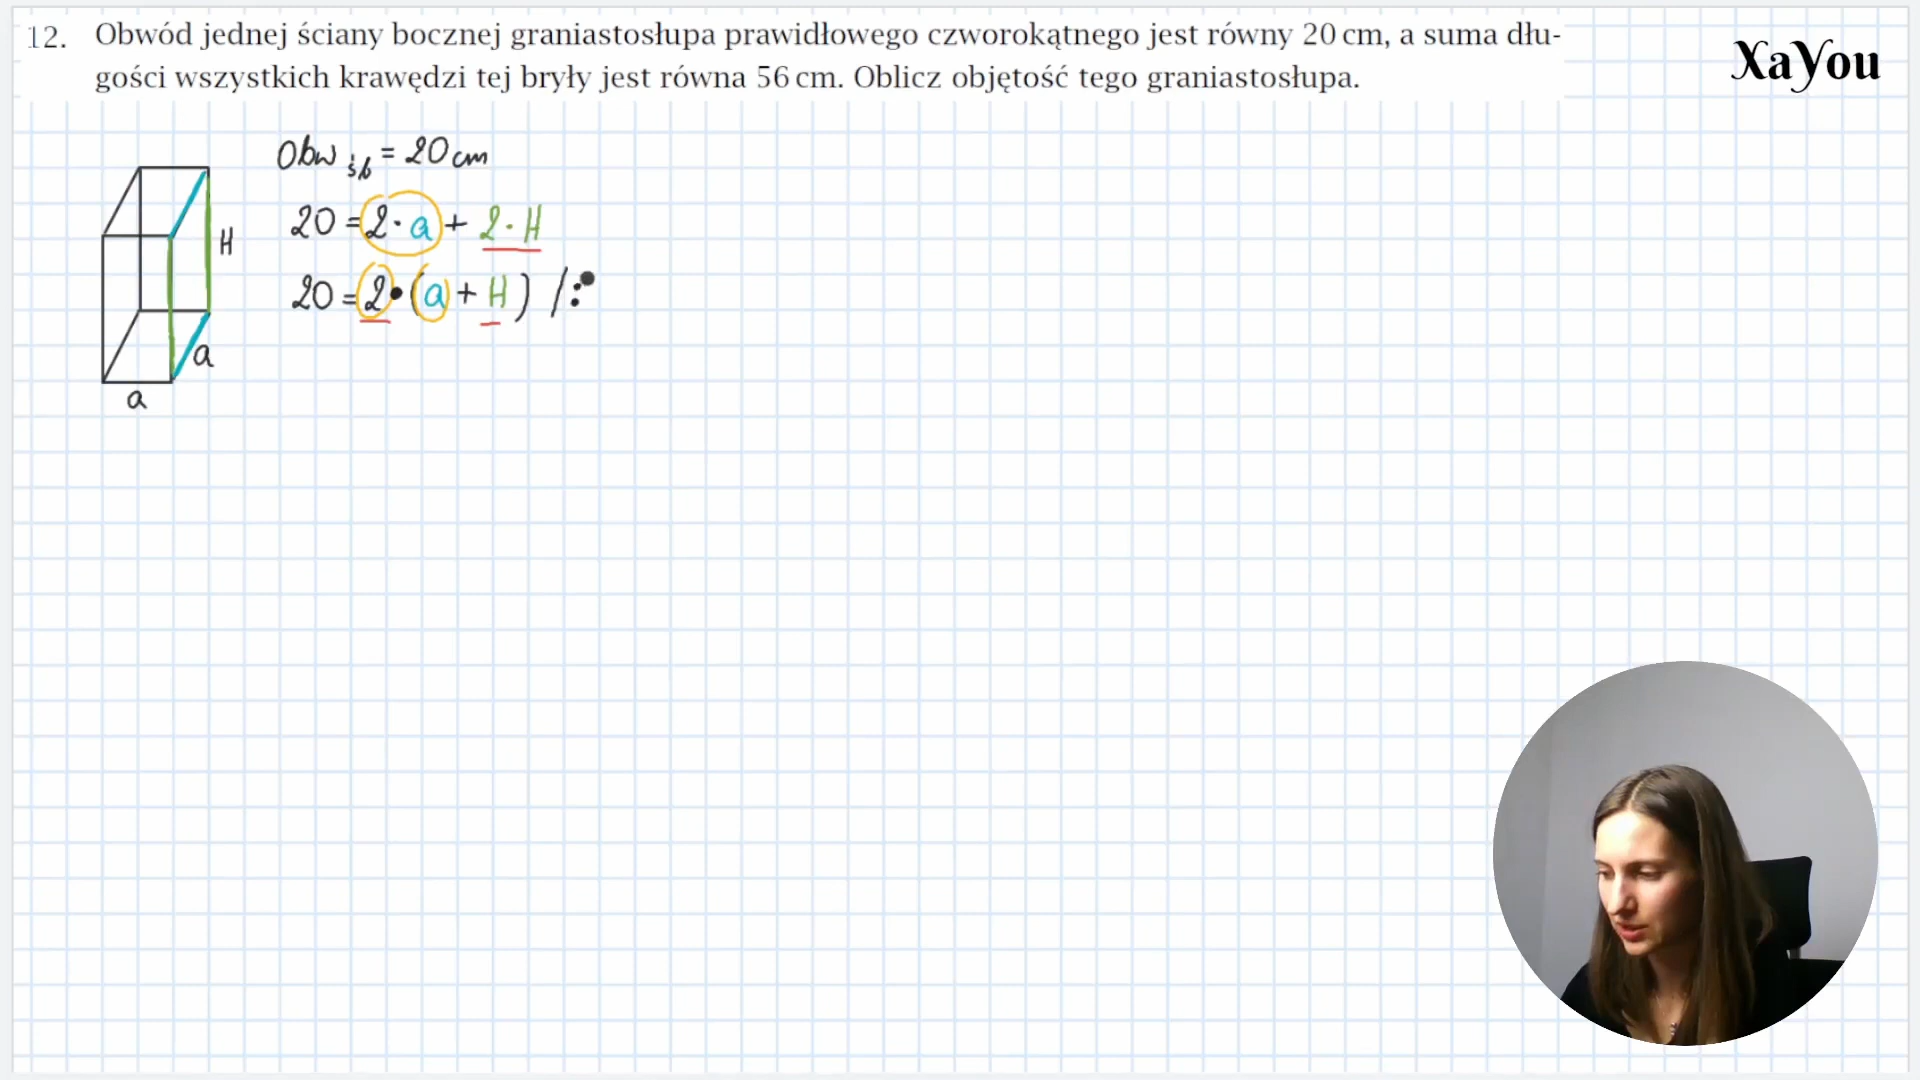 12. Obwód jednej ściany bocznej graniastosłupa prawidłowego czworokątnego jest równy 20 cm, a suma dłu-
gości wszystkich krawędzi tej bryły jest równa 56 cm. Oblicz objętość tego graniastosłupa.
XaYou
Obw śb = 20 cm
20 = 2 · a + 2 · H
20 = 2 · (a + H) / :
H
a
a